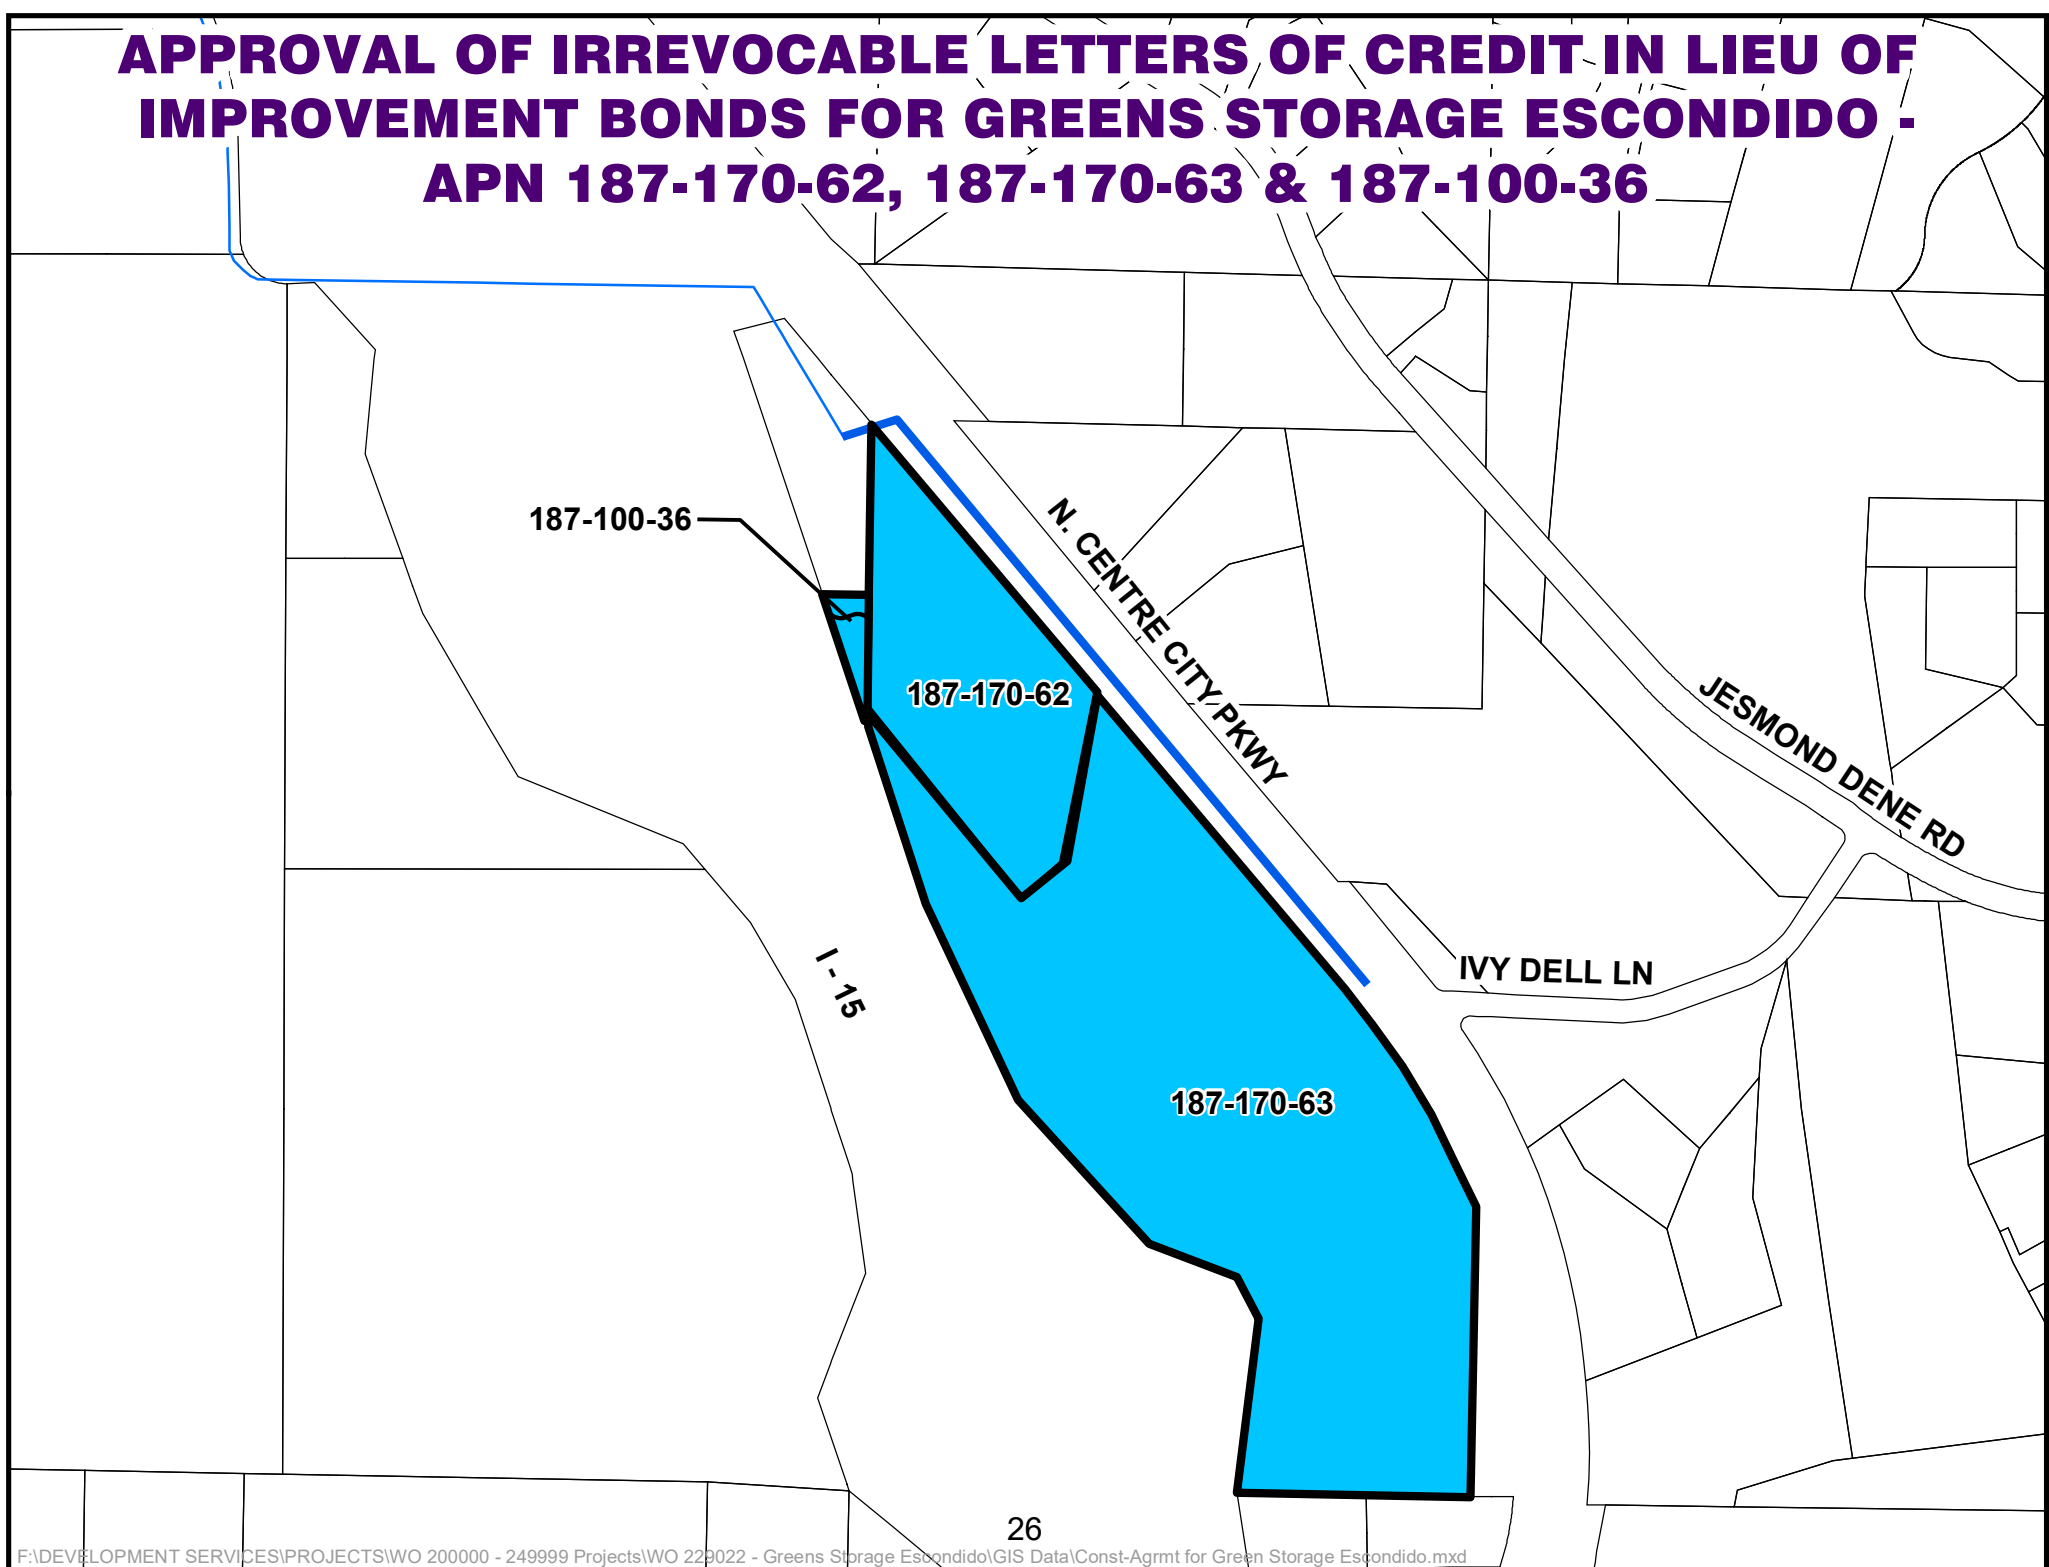 APPROVAL OF IRREVOCABLE LETTERS OF CREDIT IN LIEU OF
IMPROVEMENT BONDS FOR GREENS STORAGE ESCONDIDO -
APN 187-170-62, 187-170-63 & 187-100-36
187-100-36
N. CENTRE CITY PKWY
187-170-62
JESMOND DENE RD
I - 15
IVY DELL LN
187-170-63
26
F:\DEVELOPMENT SERVICES\PROJECTS\WO 200000 - 249999 Projects\WO 229022 - Greens Storage Escondido\GIS Data\Const-Agrmt for Green Storage Escondido.mxd